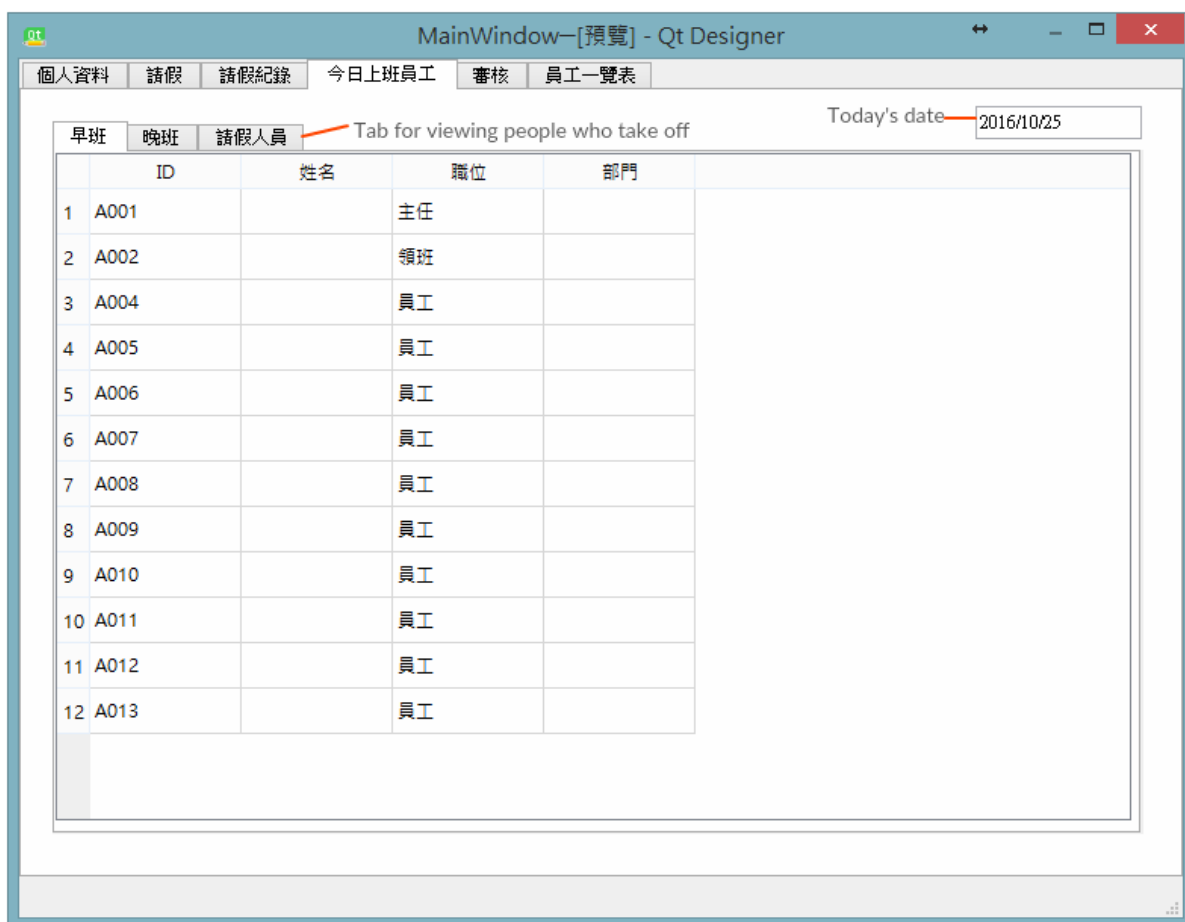 Qt MainWindow─[預覽] - Qt Designer
個人資料 請假 請假紀錄 今日上班員工 審核 員工一覽表
Today's date 2016/10/25
早班 晚班 請假人員 Tab for viewing people who take off
ID 姓名 職位 部門
1 A001 主任
2 A002 領班
3 A004 員工
4 A005 員工
5 A006 員工
6 A007 員工
7 A008 員工
8 A009 員工
9 A010 員工
10 A011 員工
11 A012 員工
12 A013 員工